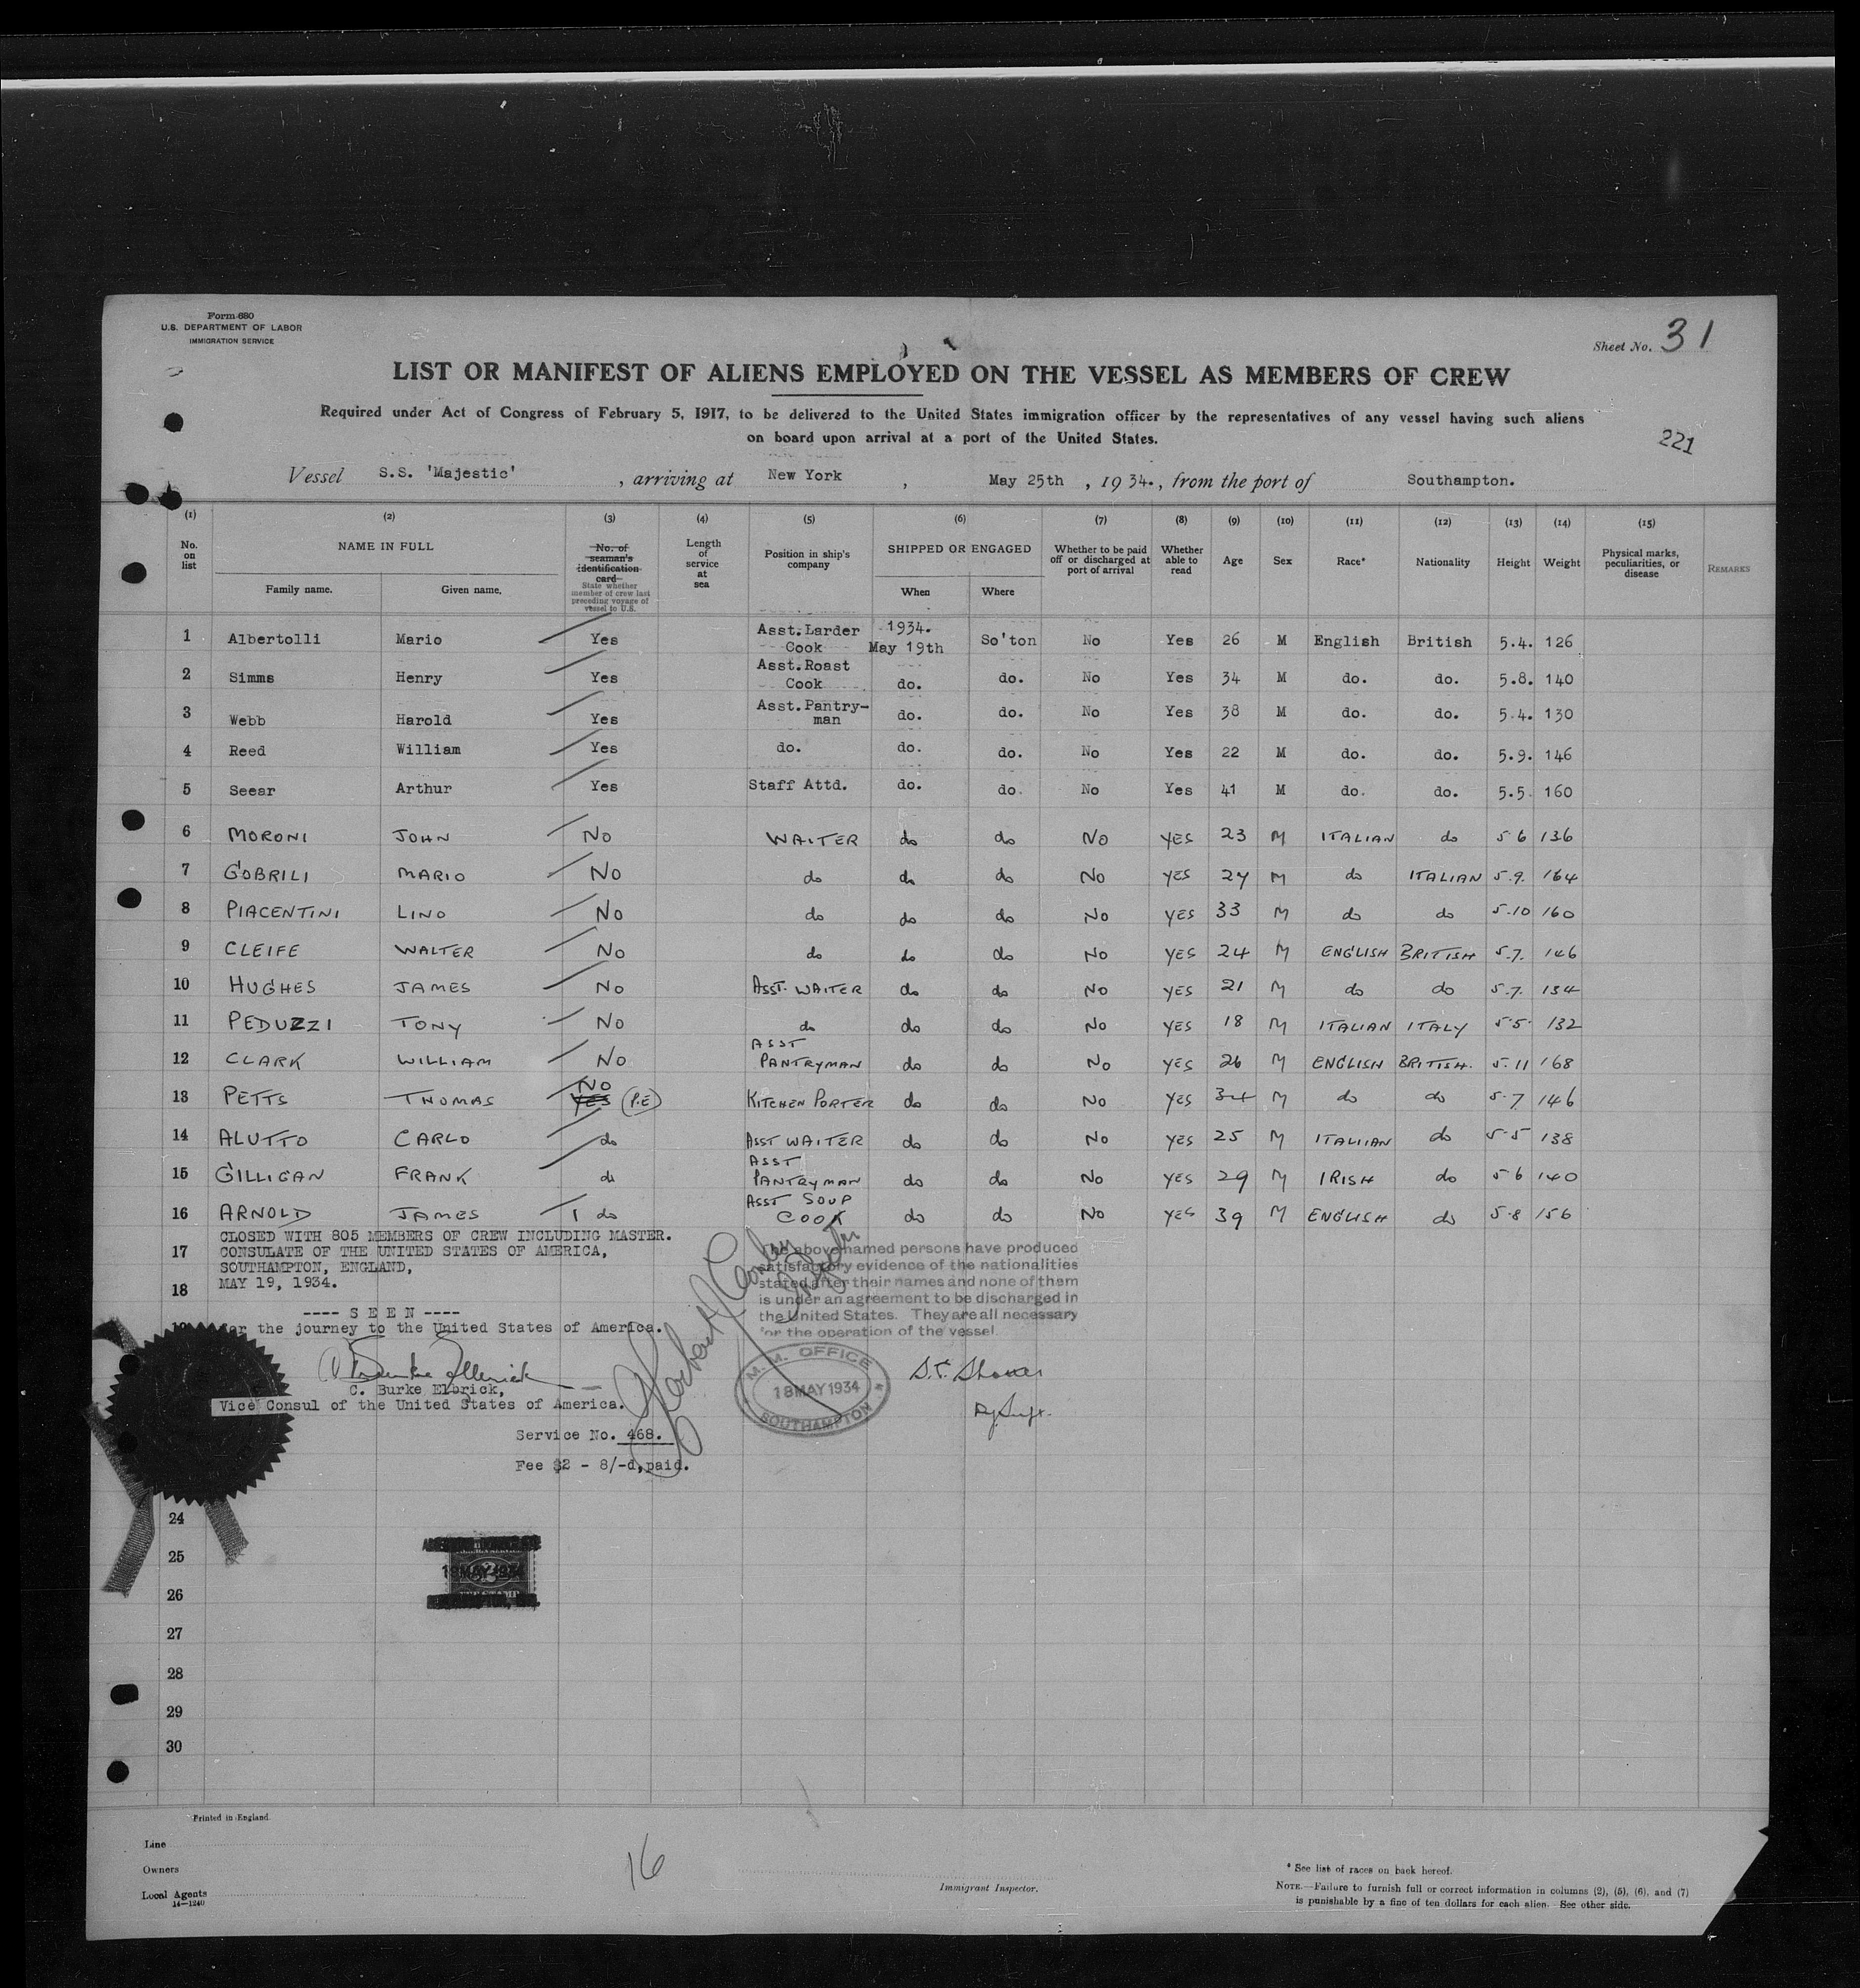 Form 680
U.S. DEPARTMENT OF LABOR
IMMIGRATION SERVICE
Sheet No. 31
LIST OR MANIFEST OF ALIENS EMPLOYED ON THE VESSEL AS MEMBERS OF CREW
Required under Act of Congress of February 5, 1917, to be delivered to the United States immigration officer by the representatives of any vessel having such aliens
on board upon arrival at a port of the United States.
221
Vessel S.S. 'Majestic' , arriving at New York , May 25th , 1934., from the port of Southampton.
(1) (2) (3) (4) (5) (6) (7) (8) (9) (10) (11) (12) (13) (14) (15)
No. on list NAME IN FULL Family name. Given name. No. of seaman's identification card State whether member of crew last preceding voyage of vessel to U.S. Length of service at sea Position in ship's company SHIPPED OR ENGAGED When Where Whether to be paid off or discharged at port of arrival Whether able to read Age Sex Race* Nationality Height Weight Physical marks, peculiarities, or disease REMARKS
1 Albertolli Mario Yes Asst.Larder Cook 1934. May 19th So'ton No Yes 26 M English British 5.4. 126
2 Simms Henry Yes Asst.Roast Cook do. do. No Yes 34 M do. do. 5.8. 140
3 Webb Harold Yes Asst.Pantry-man do. do. No Yes 38 M do. do. 5.4. 130
4 Reed William Yes do. do. do. No Yes 22 M do. do. 5.9. 146
5 Seear Arthur Yes Staff Attd. do. do. No Yes 41 M do. do. 5.5. 160
6 MORONI JOHN NO WAITER do do NO YES 23 M ITALIAN do 5 6 136
7 GOBRILI MARIO NO do do do NO YES 27 M do ITALIAN 5.9. 164
8 PIACENTINI LINO NO do do do NO YES 33 M do do 5.10 160
9 CLEIFE WALTER NO do do do NO YES 24 M ENGLISH BRITISH 5.7. 146
10 HUGHES JAMES NO ASST. WAITER do do NO YES 21 M do do 5.7. 134
11 PEDUZZI TONY NO do do do NO YES 18 M ITALIAN ITALY 5.5. 132
12 CLARK WILLIAM NO ASST PANTRYMAN do do NO YES 26 M ENGLISH BRITISH. 5.11 168
13 PETTS THOMAS NO YES (P.E) KITCHEN PORTER do do NO YES 34 M do do 5.7 146
14 ALUTTO CARLO do ASST WAITER do do NO YES 25 M ITALIIAN do 5.5 138
15 GILLIGAN FRANK do ASST PANTRYMAN do do NO YES 29 M IRISH do 5 6 140
16 ARNOLD JAMES do ASST SOUP COOK do do NO YES 39 M ENGLISH do 5.8 156
17
18
CLOSED WITH 805 MEMBERS OF CREW INCLUDING MASTER.
CONSULATE OF THE UNITED STATES OF AMERICA,
SOUTHAMPTON, ENGLAND,
MAY 19, 1934.
---- S E E N ----
for the journey to the United States of America.
C. Burke Elbrick,
Vice Consul of the United States of America.
Service No. 468.
Fee $2 - 8/-d, paid.
The above named persons have produced
satisfactory evidence of the nationalities
stated after their names and none of them
is under an agreement to be discharged in
the United States. They are all necessary
for the operation of the vessel
M.M. OFFICE
18 MAY 1934
SOUTHAMPTON
24
25
26
27
28
29
30
Printed in England.
Line
Owners
Local Agents
14—1240
16
Immigrant Inspector.
* See list of races on back hereof.
NOTE.—Failure to furnish full or correct information in columns (2), (5), (6), and (7)
is punishable by a fine of ten dollars for each alien. See other side.